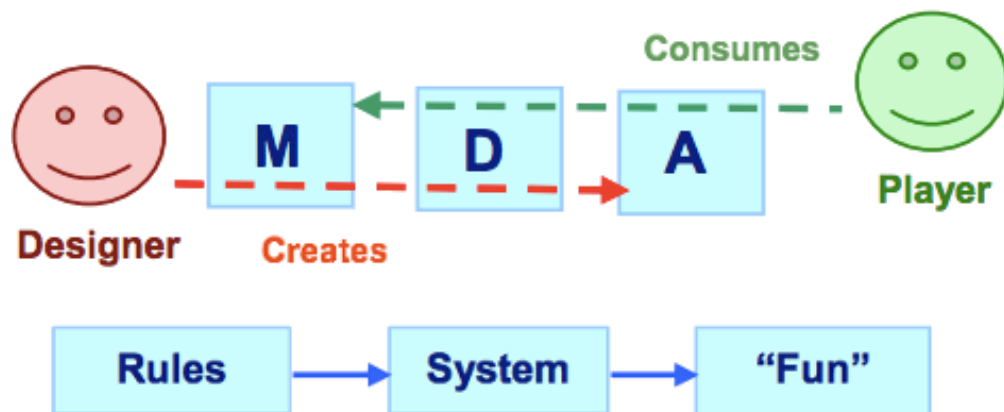 Consumes
M
D
A
Designer
Player
Creates
Rules
System
“Fun”